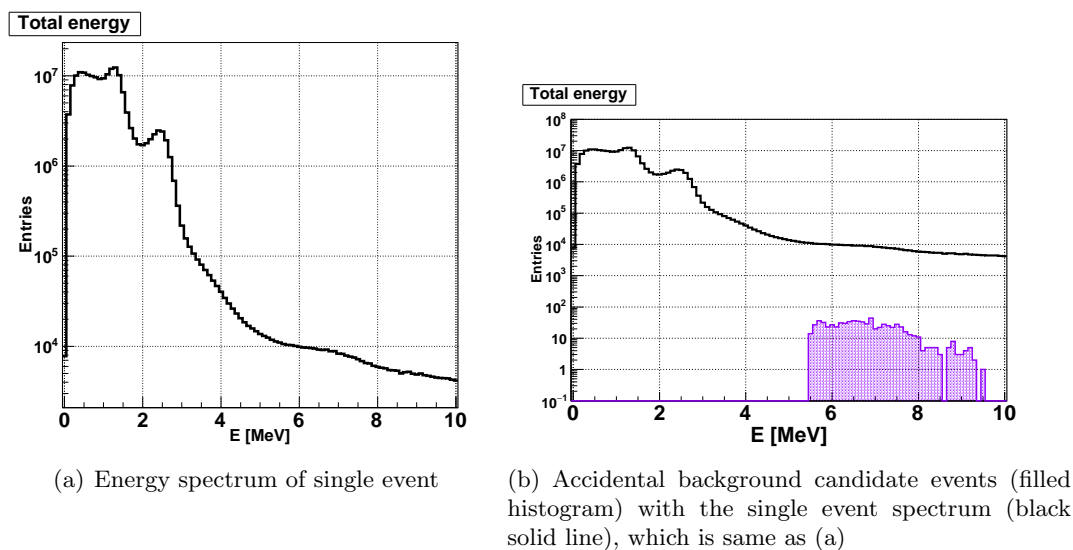 Total energy
10⁷
10⁶
10⁵
10⁴
Entries
0 2 4 6 8 10
E [MeV]
(a) Energy spectrum of single event
Total energy
10⁸
10⁷
10⁶
10⁵
10⁴
10³
10²
10
1
10⁻¹
Entries
0 2 4 6 8 10
E [MeV]
(b) Accidental background candidate events (filled
histogram) with the single event spectrum (black
solid line), which is same as (a)